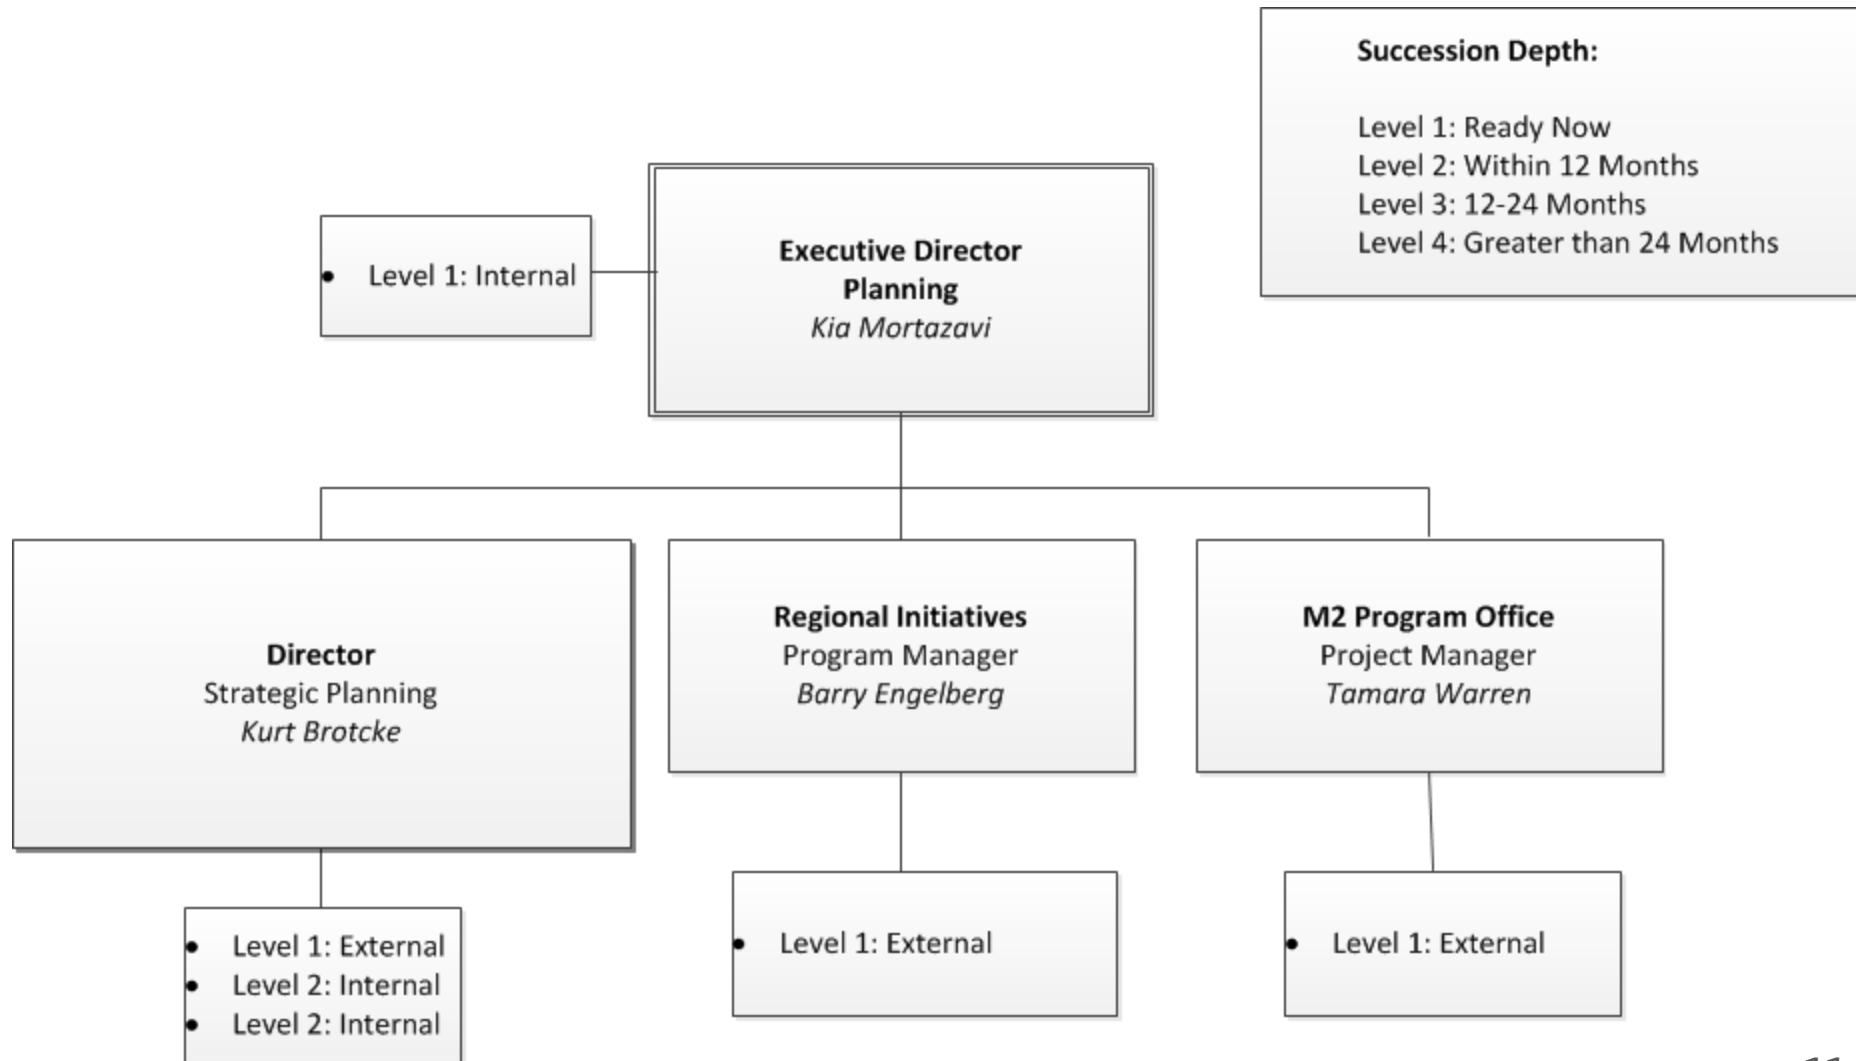 Succession Depth:
Level 1: Ready Now
Level 2: Within 12 Months
Level 3: 12-24 Months
Level 4: Greater than 24 Months
• Level 1: Internal
Executive Director
Planning
Kia Mortazavi
Director
Strategic Planning
Kurt Brotcke
Regional Initiatives
Program Manager
Barry Engelberg
M2 Program Office
Project Manager
Tamara Warren
• Level 1: External
• Level 2: Internal
• Level 2: Internal
• Level 1: External
• Level 1: External